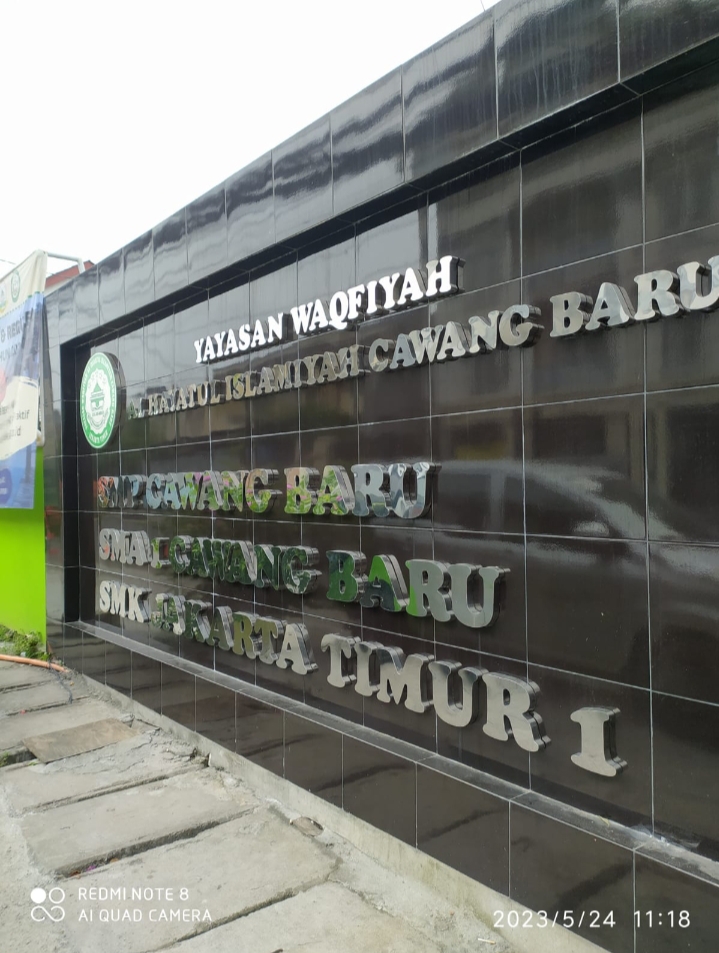 YAYASAN WAQFIYAH
AL HAYATUL ISLAMIYAH CAWANG BARU
SMP CAWANG BARU
SMA 1 CAWANG BARU
SMK JAKARTA TIMUR 1
REDMI NOTE 8
AI QUAD CAMERA
2023/5/24 11:18